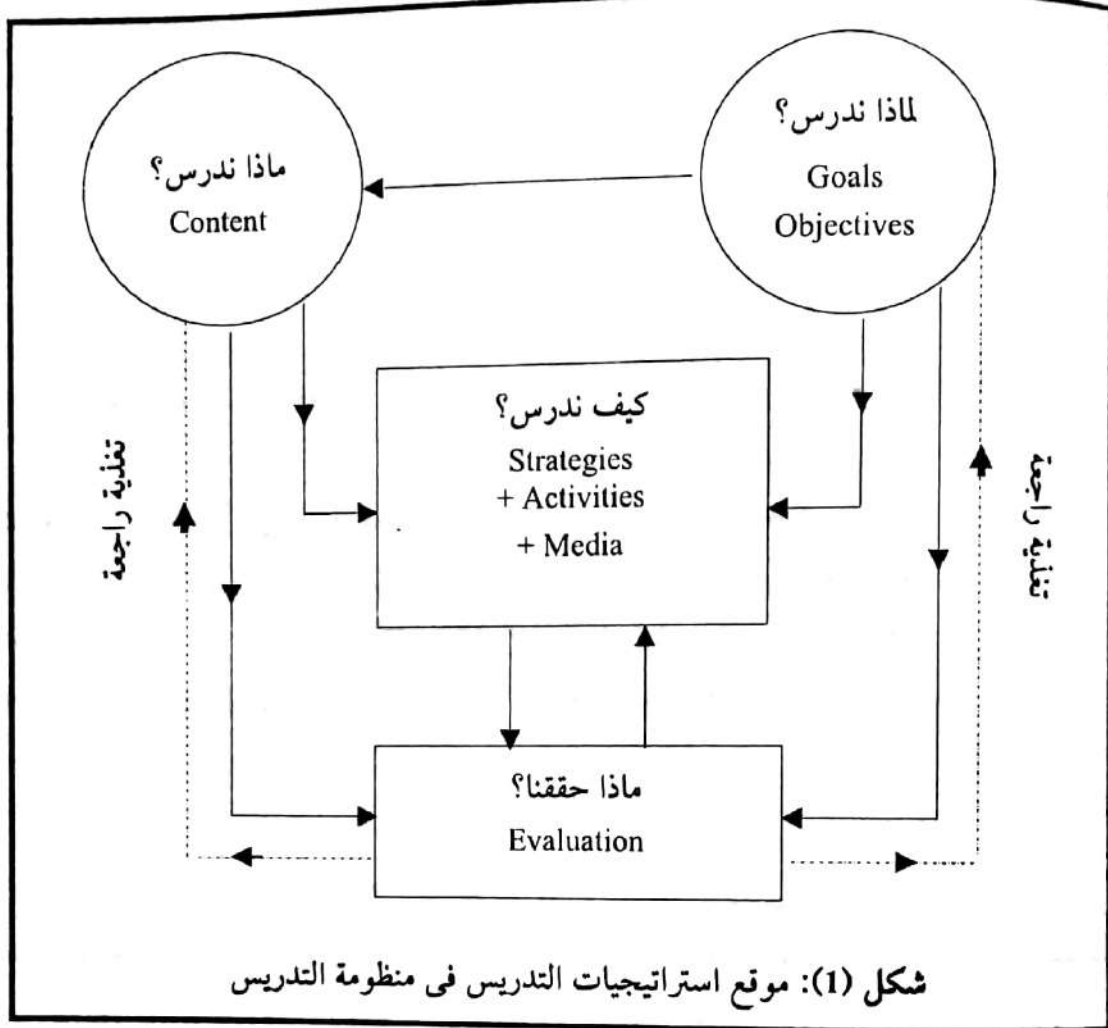 لماذا ندرس؟
Goals
Objectives
ماذا ندرس؟
Content
كيف ندرس؟
Strategies
+ Activities
+ Media
تغذية راجعة
تغذية راجعة
ماذا حققنا؟
Evaluation
شكل (1): موقع استراتيجيات التدريس فى منظومة التدريس